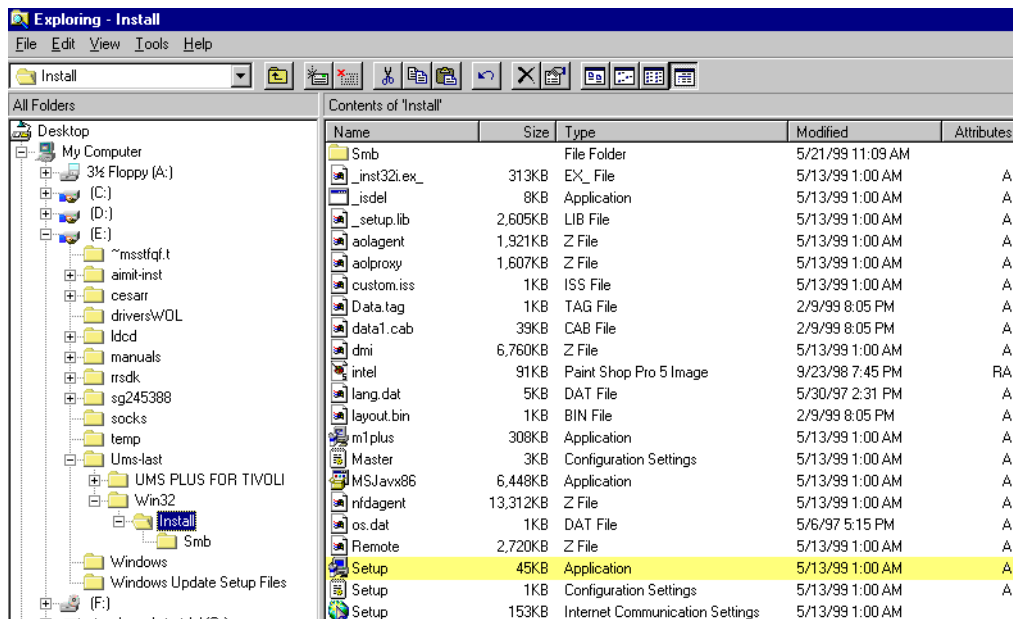 Exploring - Install
File Edit View Tools Help
Install
All Folders
Contents of 'Install'
Desktop
My Computer
3½ Floppy (A:)
(C:)
(D:)
(E:)
~msstfqf.t
aimit-inst
cesarr
driversWOL
ldcd
manuals
rrsdk
sg245388
socks
temp
Ums-last
UMS PLUS FOR TIVOLI
Win32
Install
Smb
Windows
Windows Update Setup Files
(F:)
Name Size Type Modified Attributes
Smb File Folder 5/21/99 11:09 AM
_inst32i.ex_ 313KB EX_ File 5/13/99 1:00 AM A
_isdel 8KB Application 5/13/99 1:00 AM A
_setup.lib 2,605KB LIB File 5/13/99 1:00 AM A
aolagent 1,921KB Z File 5/13/99 1:00 AM A
aolproxy 1,607KB Z File 5/13/99 1:00 AM A
custom.iss 1KB ISS File 5/13/99 1:00 AM A
Data.tag 1KB TAG File 2/9/99 8:05 PM A
data1.cab 39KB CAB File 2/9/99 8:05 PM A
dmi 6,760KB Z File 5/13/99 1:00 AM A
intel 91KB Paint Shop Pro 5 Image 9/23/98 7:45 PM RA
lang.dat 5KB DAT File 5/30/97 2:31 PM A
layout.bin 1KB BIN File 2/9/99 8:05 PM A
m1plus 308KB Application 5/13/99 1:00 AM A
Master 3KB Configuration Settings 5/13/99 1:00 AM A
MSJavx86 6,448KB Application 5/13/99 1:00 AM A
nfdagent 13,312KB Z File 5/13/99 1:00 AM A
os.dat 1KB DAT File 5/6/97 5:15 PM A
Remote 2,720KB Z File 5/13/99 1:00 AM A
Setup 45KB Application 5/13/99 1:00 AM A
Setup 1KB Configuration Settings 5/13/99 1:00 AM A
Setup 153KB Internet Communication Settings 5/13/99 1:00 AM